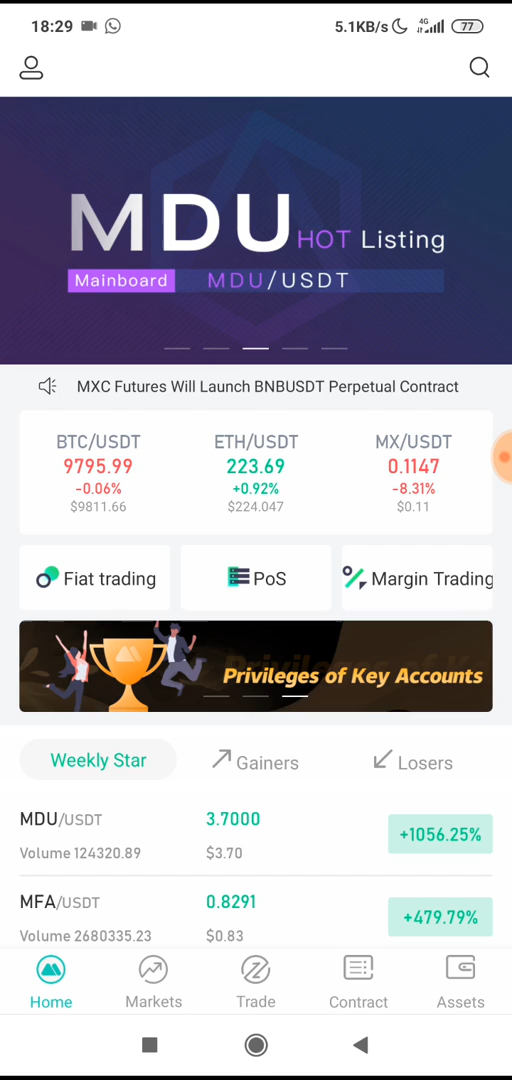 18:29
5.1KB/s 4G 77
MDU HOT Listing
Mainboard MDU/USDT
MXC Futures Will Launch BNBUSDT Perpetual Contract
BTC/USDT ETH/USDT MX/USDT
9795.99 223.69 0.1147
-0.06% +0.92% -8.31%
$9811.66 $224.047 $0.11
Fiat trading PoS Margin Trading
Privileges of Key Accounts
Weekly Star Gainers Losers
MDU/USDT 3.7000 +1056.25%
Volume 124320.89 $3.70
MFA/USDT 0.8291 +479.79%
Volume 2680335.23 $0.83
Home Markets Trade Contract Assets